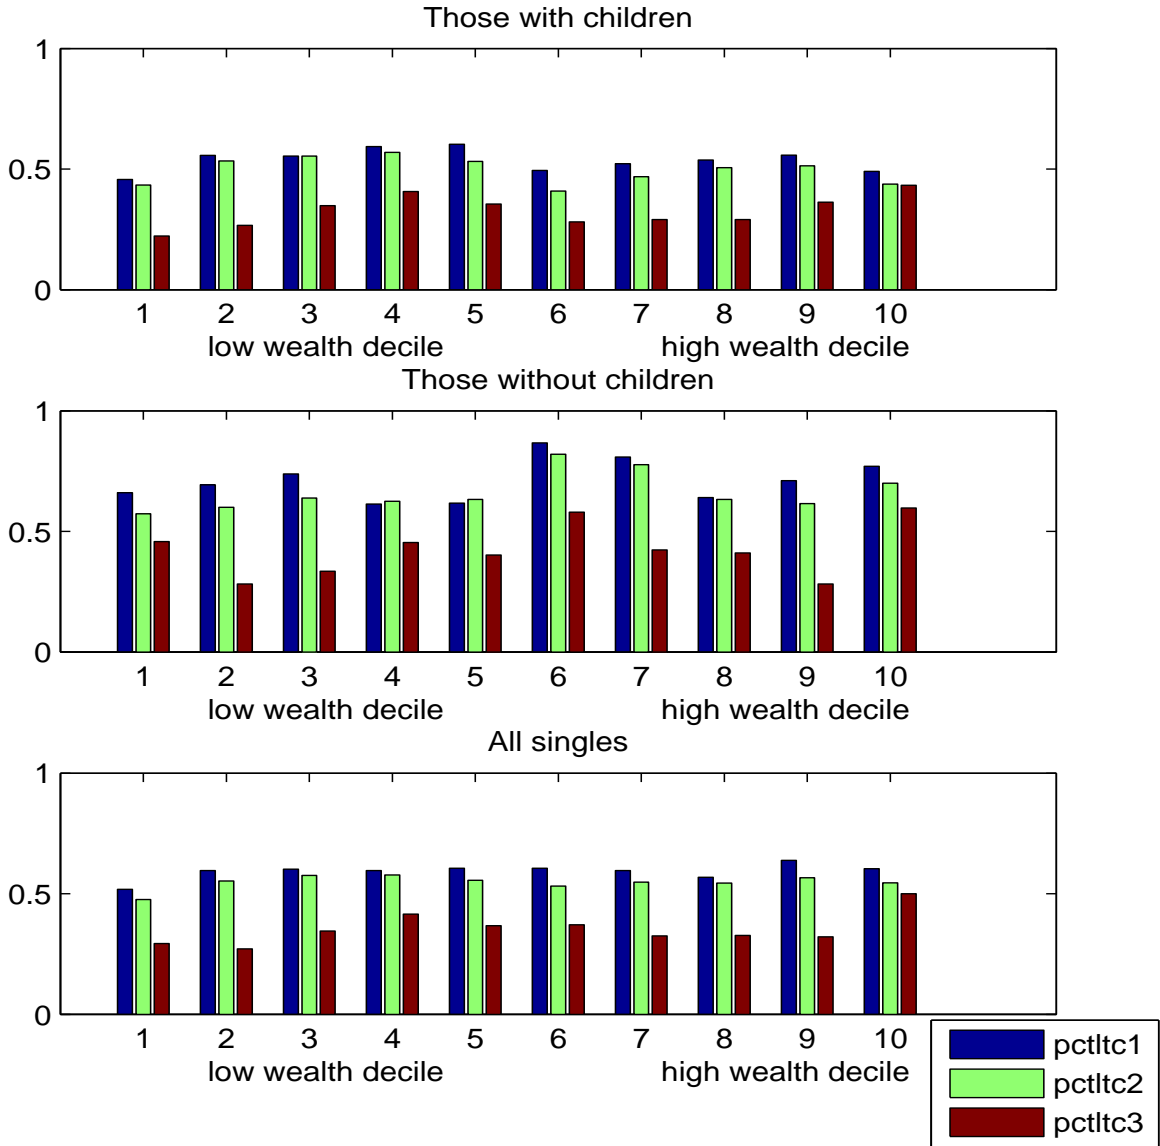 Those with children
1
0.5
0
1 2 3 4 5 6 7 8 9 10
low wealth decile high wealth decile
Those without children
1
0.5
0
1 2 3 4 5 6 7 8 9 10
low wealth decile high wealth decile
All singles
1
0.5
0
1 2 3 4 5 6 7 8 9 10
low wealth decile high wealth decile
pctltc1
pctltc2
pctltc3